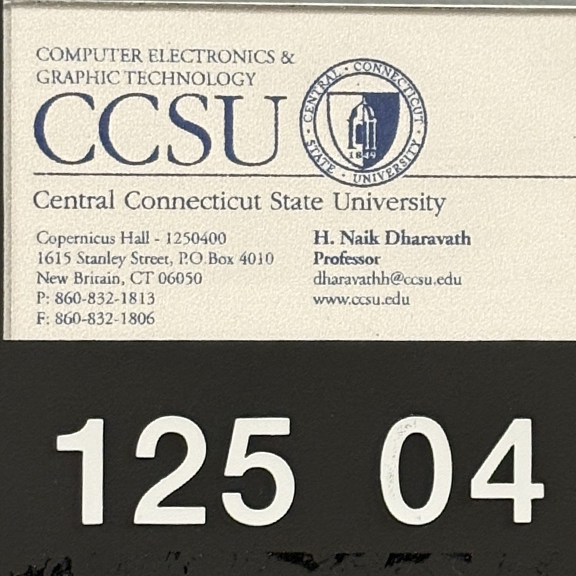 COMPUTER ELECTRONICS &
GRAPHIC TECHNOLOGY
CCSU
CENTRAL · CONNECTICUT · STATE · UNIVERSITY
1849
Central Connecticut State University
Copernicus Hall - 1250400
1615 Stanley Street, P.O.Box 4010
New Britain, CT 06050
P: 860-832-1813
F: 860-832-1806
H. Naik Dharavath
Professor
dharavathh@ccsu.edu
www.ccsu.edu
125 04